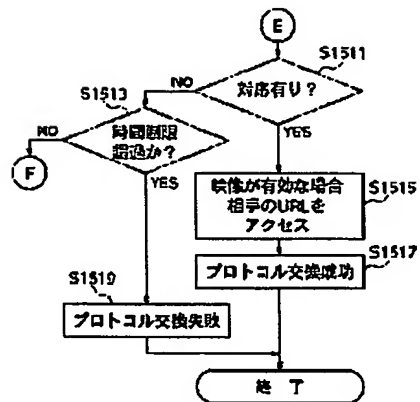 E
S1511
対応有り?
NO
YES
S1513
時間制限
超過か?
NO
YES
F
映像が有効な場合
相手のURLを
アクセス
S1515
プロトコル交換成功
S1517
S1519
プロトコル交換失敗
終了